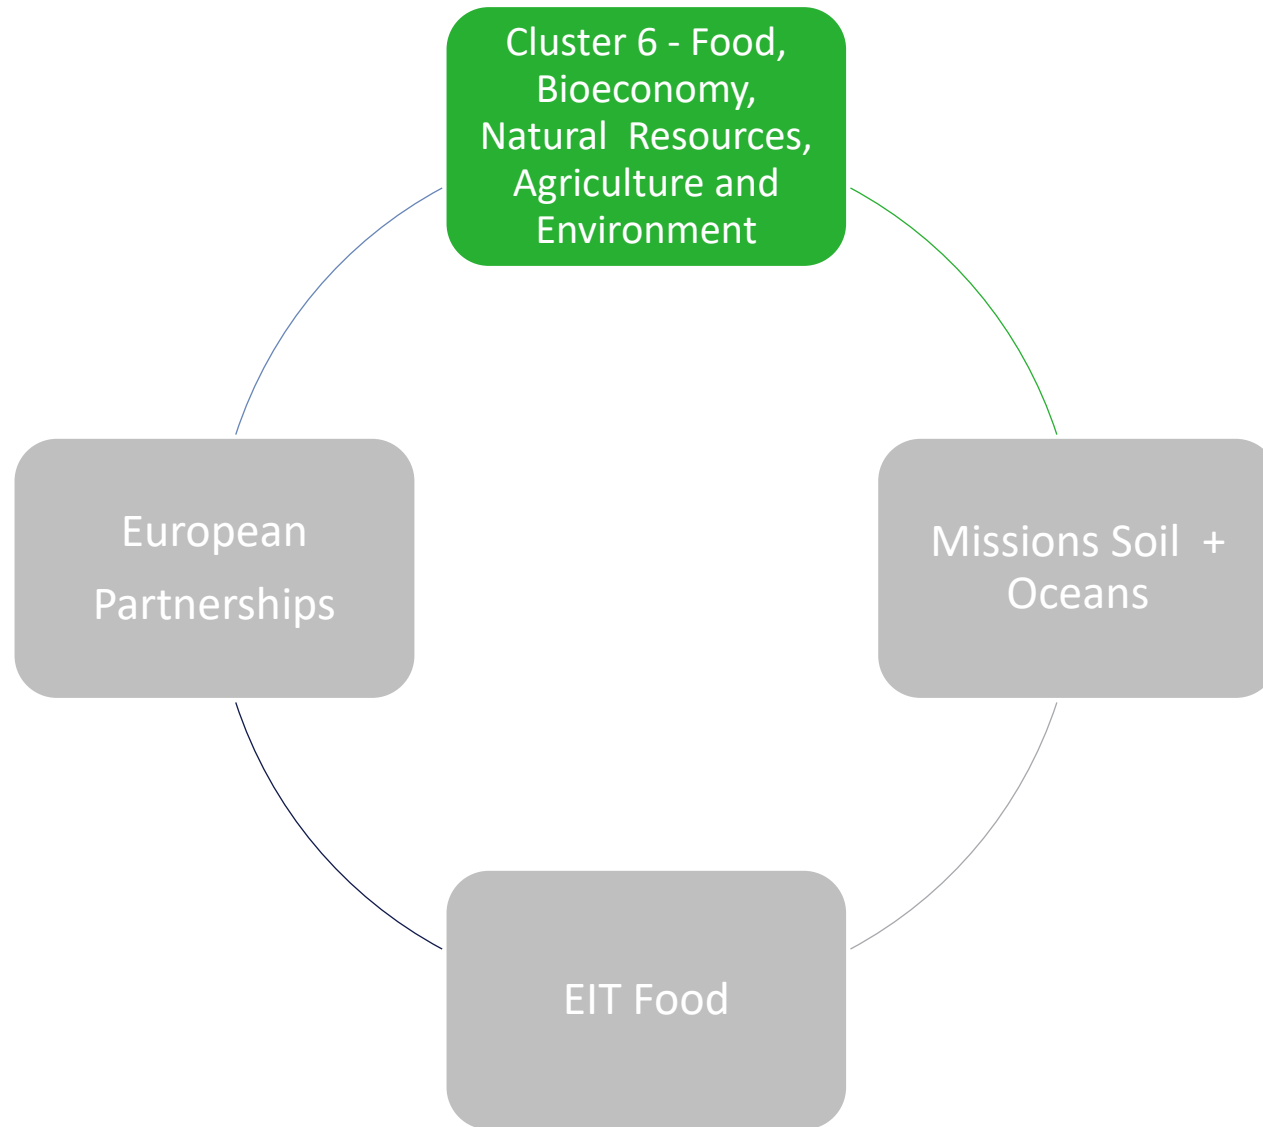 Cluster 6 - Food,
Bioeconomy,
Natural  Resources,
Agriculture and
Environment
European
Partnerships
Missions Soil  +
Oceans
EIT Food